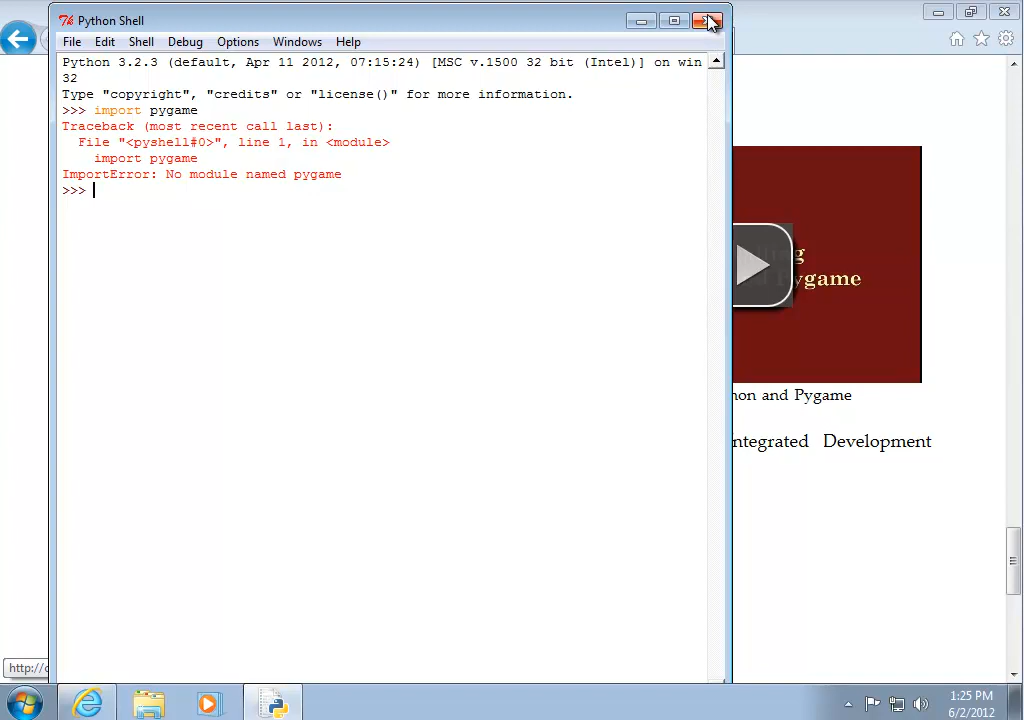 Python Shell
File Edit Shell Debug Options Windows Help
Python 3.2.3 (default, Apr 11 2012, 07:15:24) [MSC v.1500 32 bit (Intel)] on win
32
Type "copyright", "credits" or "license()" for more information.
>>> import pygame
Traceback (most recent call last):
  File "<pyshell#0>", line 1, in <module>
    import pygame
ImportError: No module named pygame
>>>
g
ygame
hon and Pygame
ntegrated Development
http://c
1:25 PM
6/2/2012